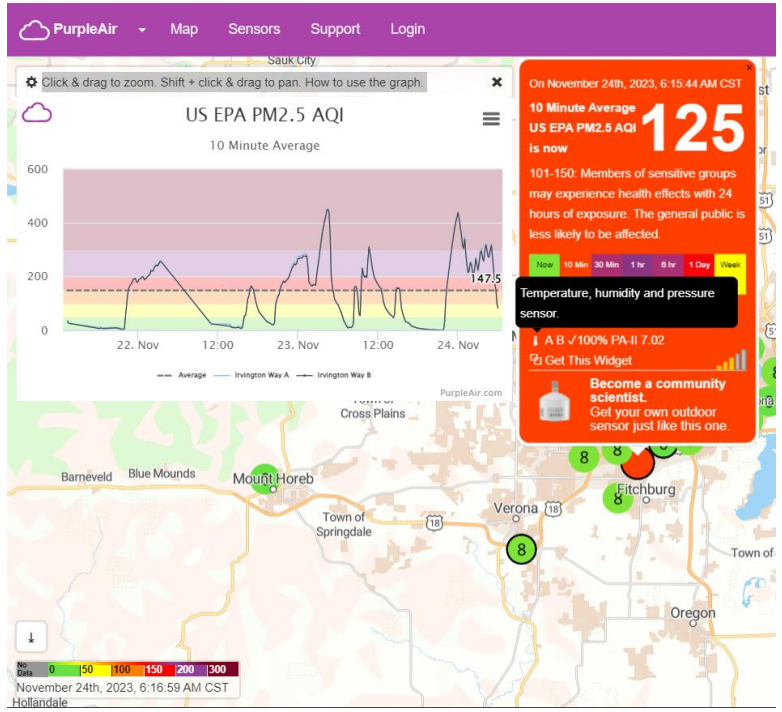 PurpleAir
Map
Sensors
Support
Login
Sauk City
Click & drag to zoom. Shift + click & drag to pan. How to use the graph.
US EPA PM2.5 AQI
10 Minute Average
600
400
200
0
147.5
22. Nov
12:00
23. Nov
12:00
24. Nov
Average
Irvington Way A
Irvington Way B
PurpleAir.com
On November 24th, 2023, 6:15:44 AM CST
10 Minute Average
US EPA PM2.5 AQI
is now
125
101-150: Members of sensitive groups
may experience health effects with 24
hours of exposure. The general public is
less likely to be affected.
Now
10 Min
30 Min
1 hr
6 hr
1 Day
Week
Temperature, humidity and pressure
sensor.
A B ✓100% PA-II 7.02
Get This Widget
Become a community
scientist.
Get your own outdoor
sensor just like this one.
51
51
Cross Plains
Barneveld
Blue Mounds
Mount Horeb
8
8
8
Fitchburg
Verona
18
Town of
Springdale
18
8
Town of
Oregon
No
Data
0
50
100
150
200
300
November 24th, 2023, 6:16:59 AM CST
Hollandale